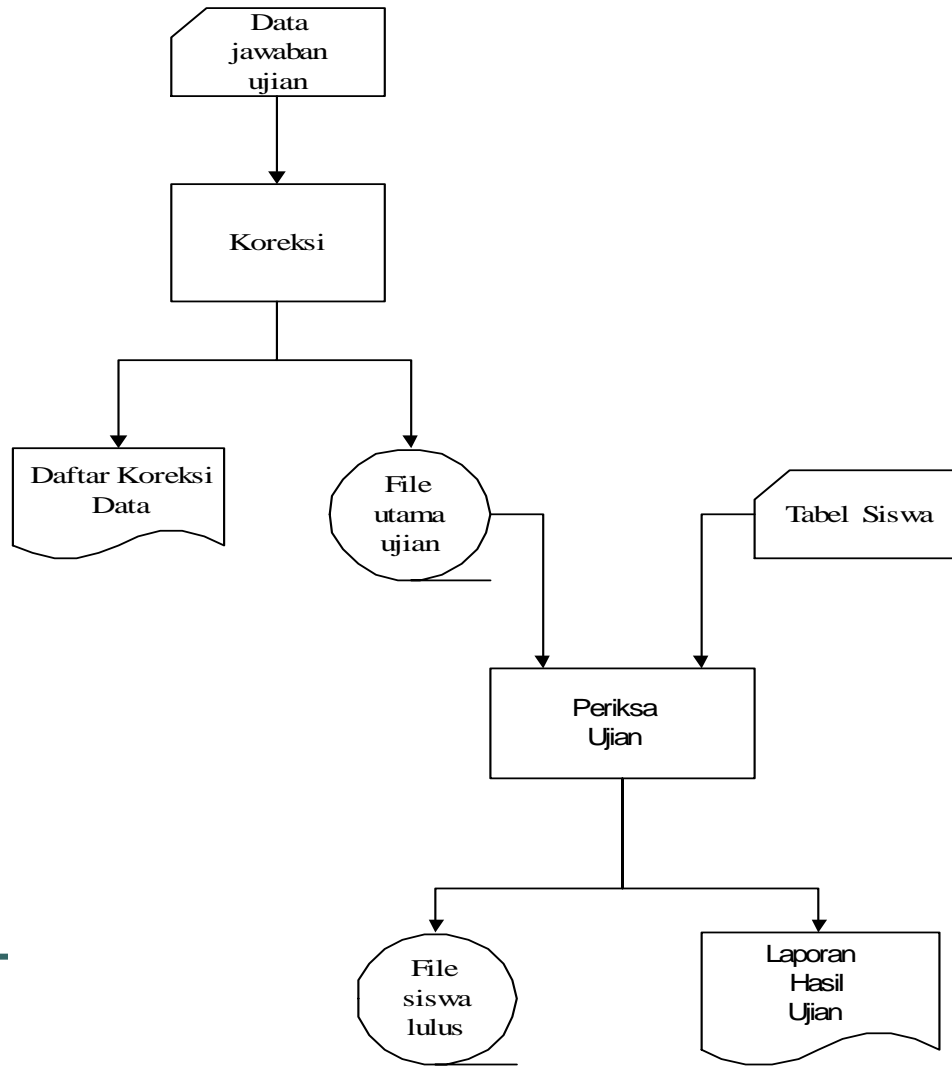 Data
jawaban
ujian
Koreksi
Daftar Koreksi
Data
File
utama
ujian
Tabel Siswa
Periksa
Ujian
File
siswa
lulus
Laporan
Hasil
Ujian